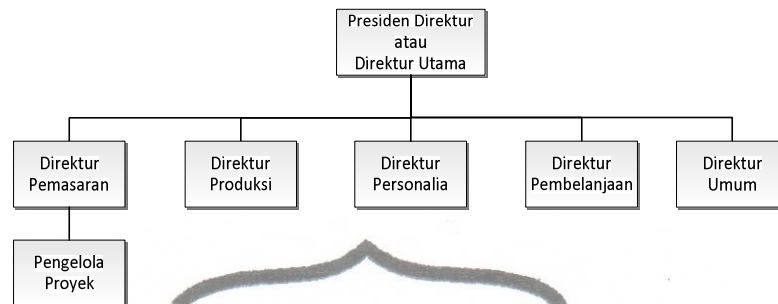 Presiden Direktur
atau
Direktur Utama
Direktur
Pemasaran
Direktur
Produksi
Direktur
Personalia
Direktur
Pembelanjaan
Direktur
Umum
Pengelola
Proyek